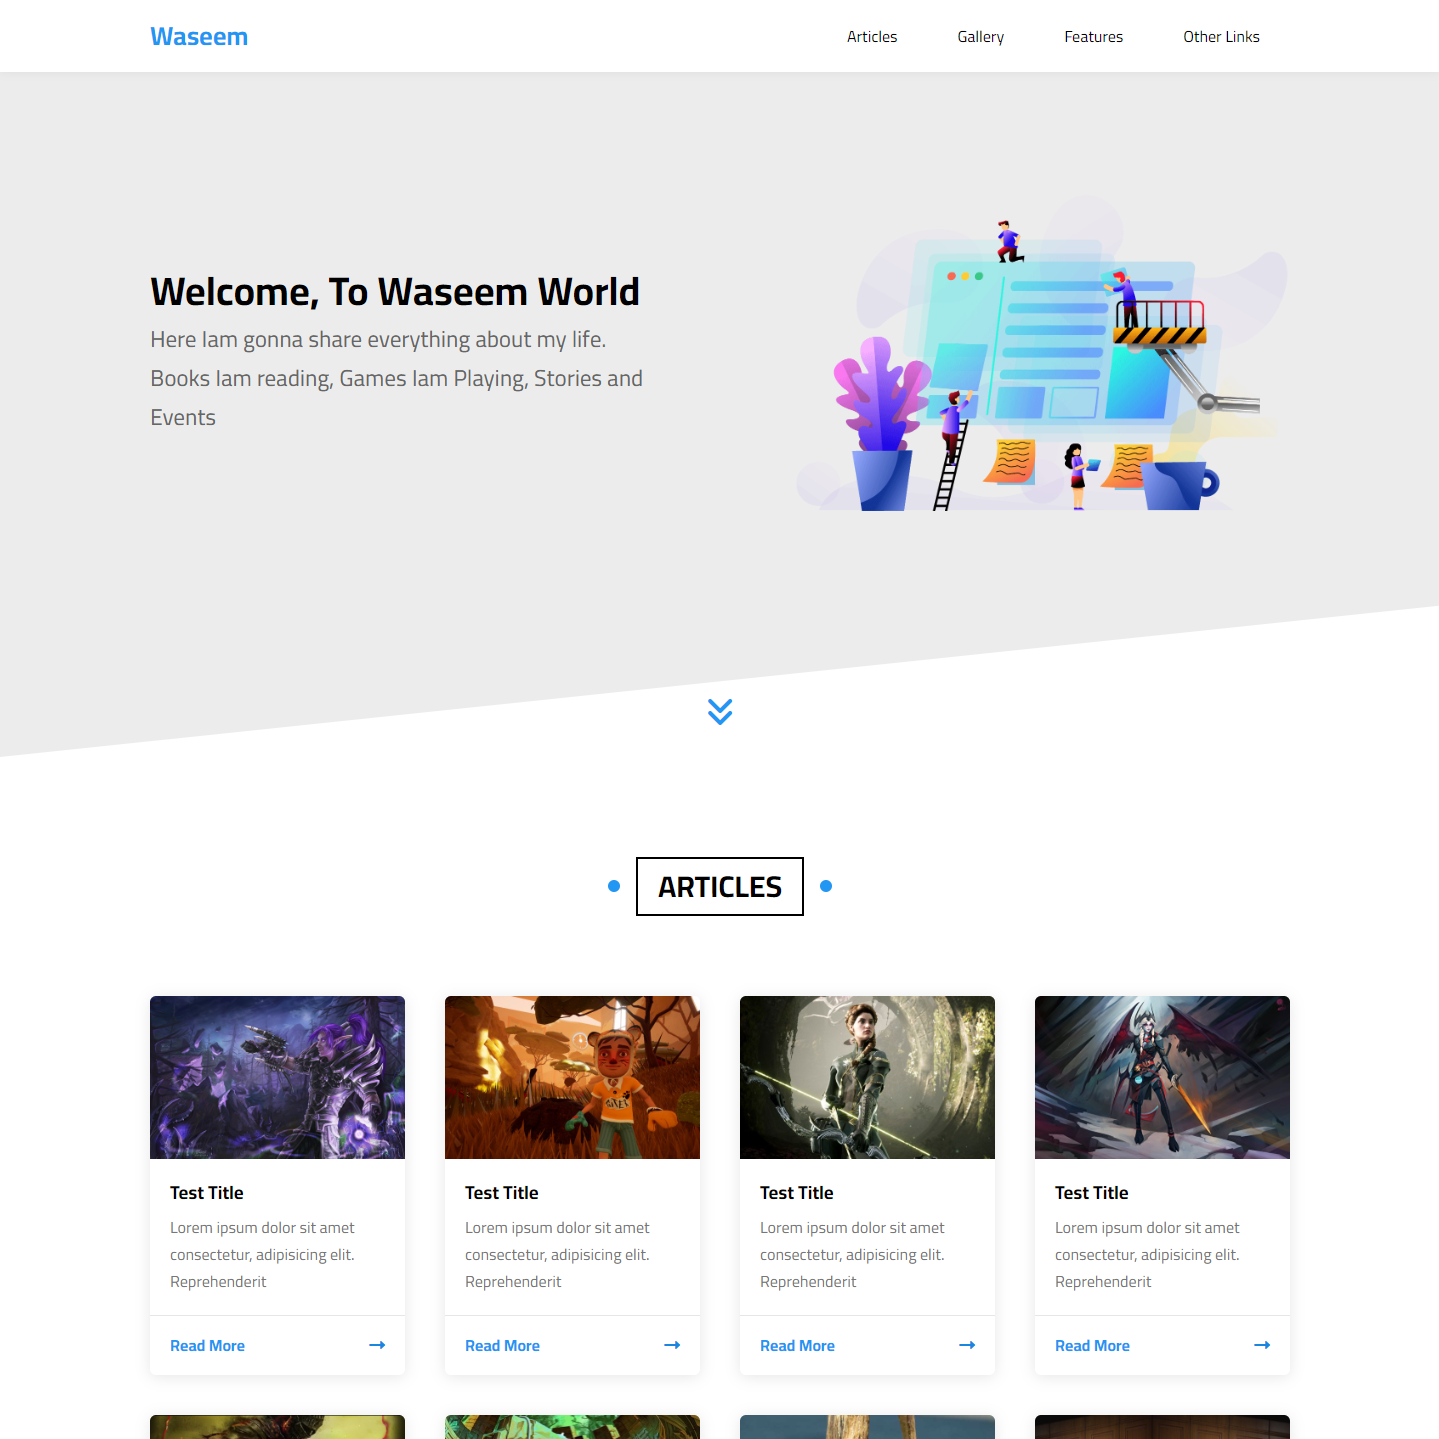 Waseem
Articles
Gallery
Features
Other Links
Welcome, To Waseem World
Here Iam gonna share everything about my life.
Books Iam reading, Games Iam Playing, Stories and
Events
ARTICLES
Test Title
Lorem ipsum dolor sit amet
consectetur, adipisicing elit.
Reprehenderit
Read More
Test Title
Lorem ipsum dolor sit amet
consectetur, adipisicing elit.
Reprehenderit
Read More
Test Title
Lorem ipsum dolor sit amet
consectetur, adipisicing elit.
Reprehenderit
Read More
Test Title
Lorem ipsum dolor sit amet
consectetur, adipisicing elit.
Reprehenderit
Read More